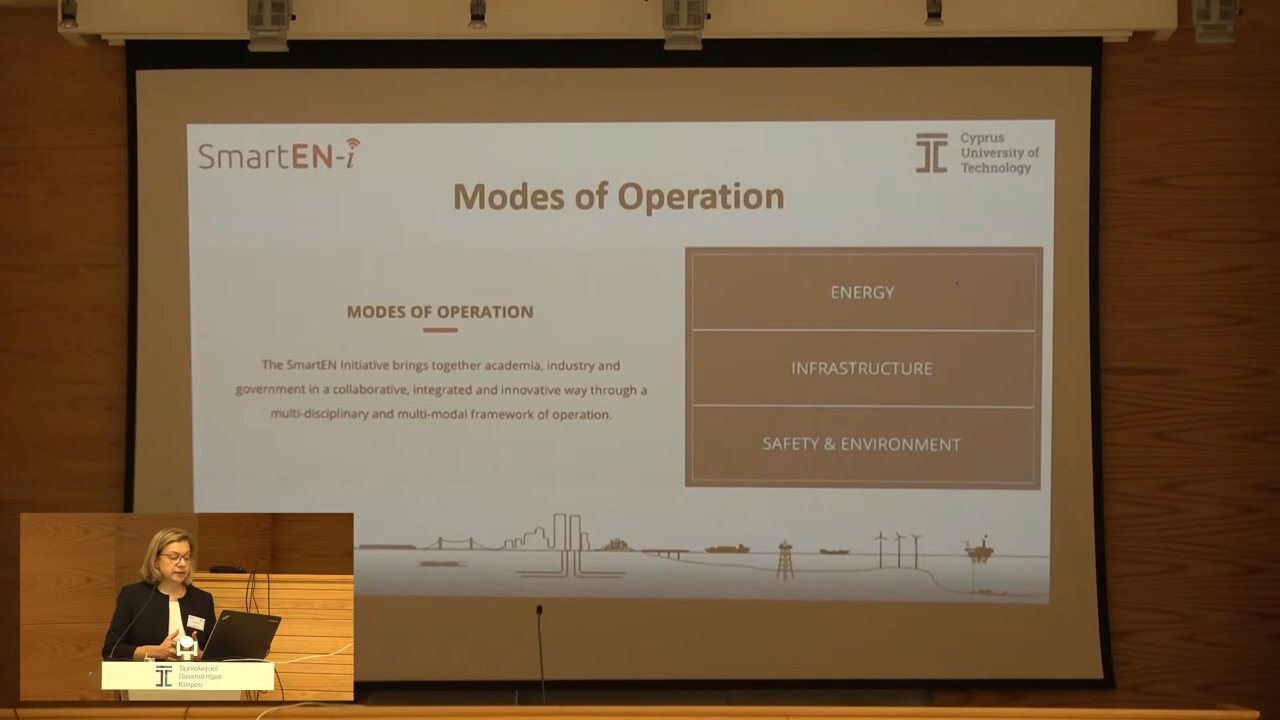 SmartEN-i
Cyprus
University of
Technology
Modes of Operation
MODES OF OPERATION
The SmartEN Initiative brings together academia, industry and
government in a collaborative, integrated and innovative way through a
multi-disciplinary and multi-modal framework of operation.
ENERGY
INFRASTRUCTURE
SAFETY & ENVIRONMENT
Τεχνολογικό
Πανεπιστήμιο
Κύπρου